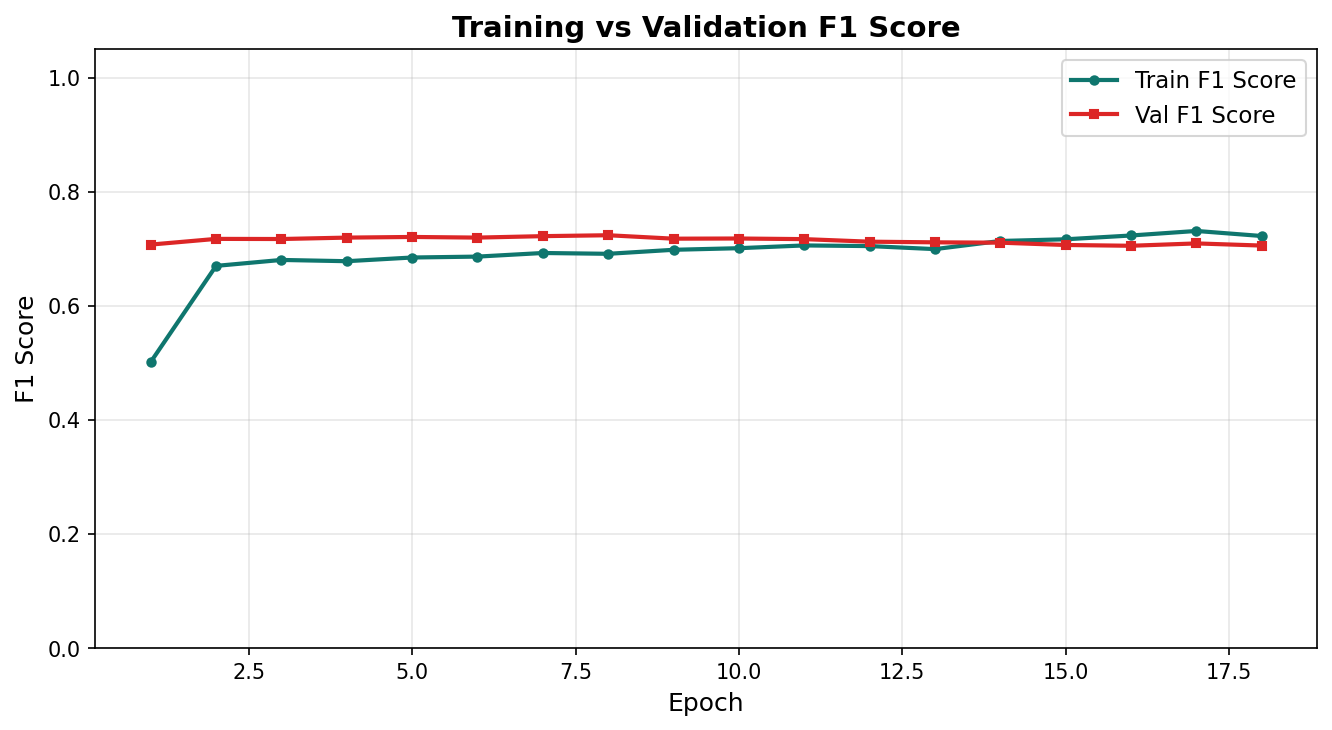 Training vs Validation F1 Score
Train F1 Score
Val F1 Score
F1 Score
1.0
0.8
0.6
0.4
0.2
0.0
2.5 5.0 7.5 10.0 12.5 15.0 17.5
Epoch